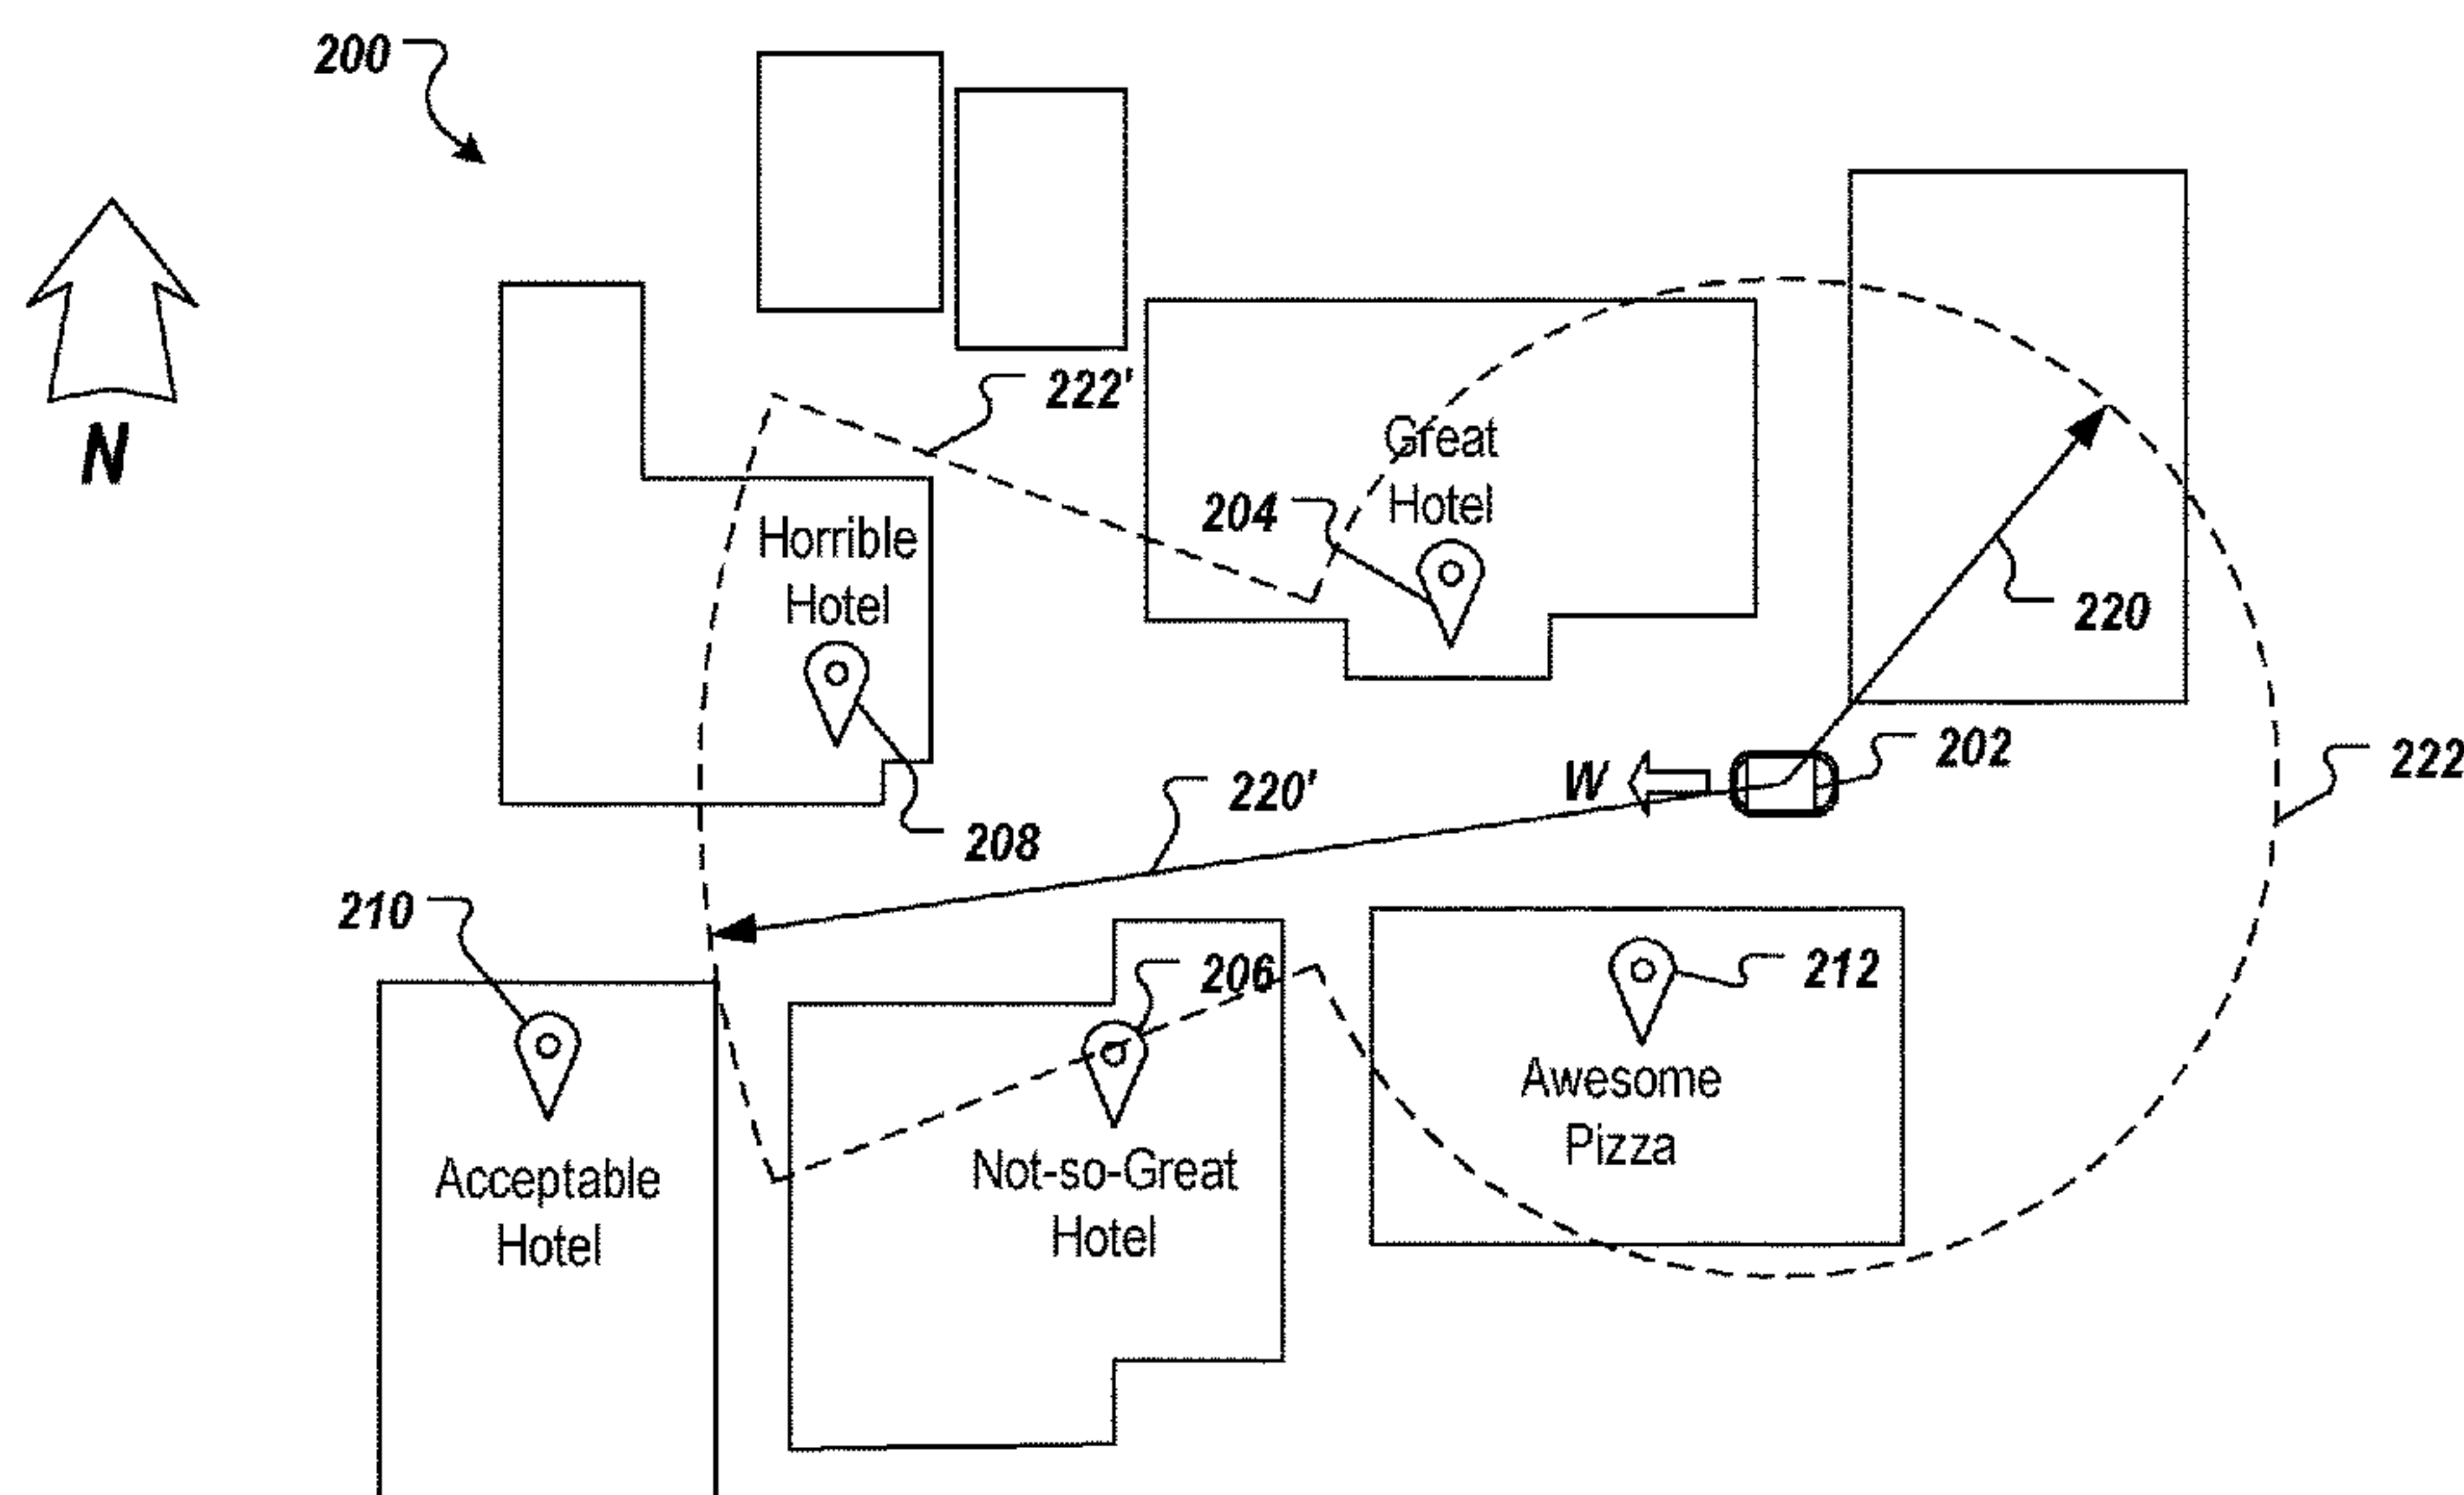 200
222'
Great
Hotel
204
N
Horrible
Hotel
220
202
W
222
220'
208
210
206
212
Awesome
Pizza
Acceptable
Hotel
Not-so-Great
Hotel